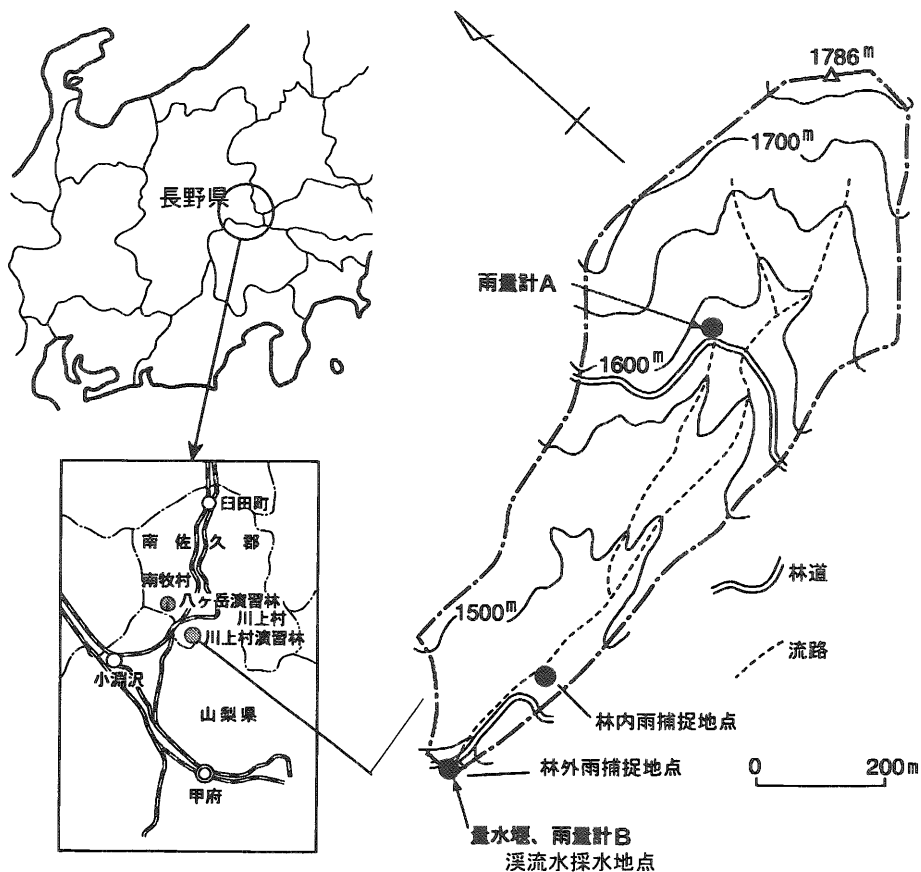 長野県
臼田町
南佐久郡
南牧村
八ヶ岳演習林
川上村
川上村演習林
小淵沢
山梨県
甲府
1786m
1700m
雨量計A
1600m
1500m
林道
流路
林内雨捕捉地点
林外雨捕捉地点
0 200m
量水堰、雨量計B
渓流水採水地点